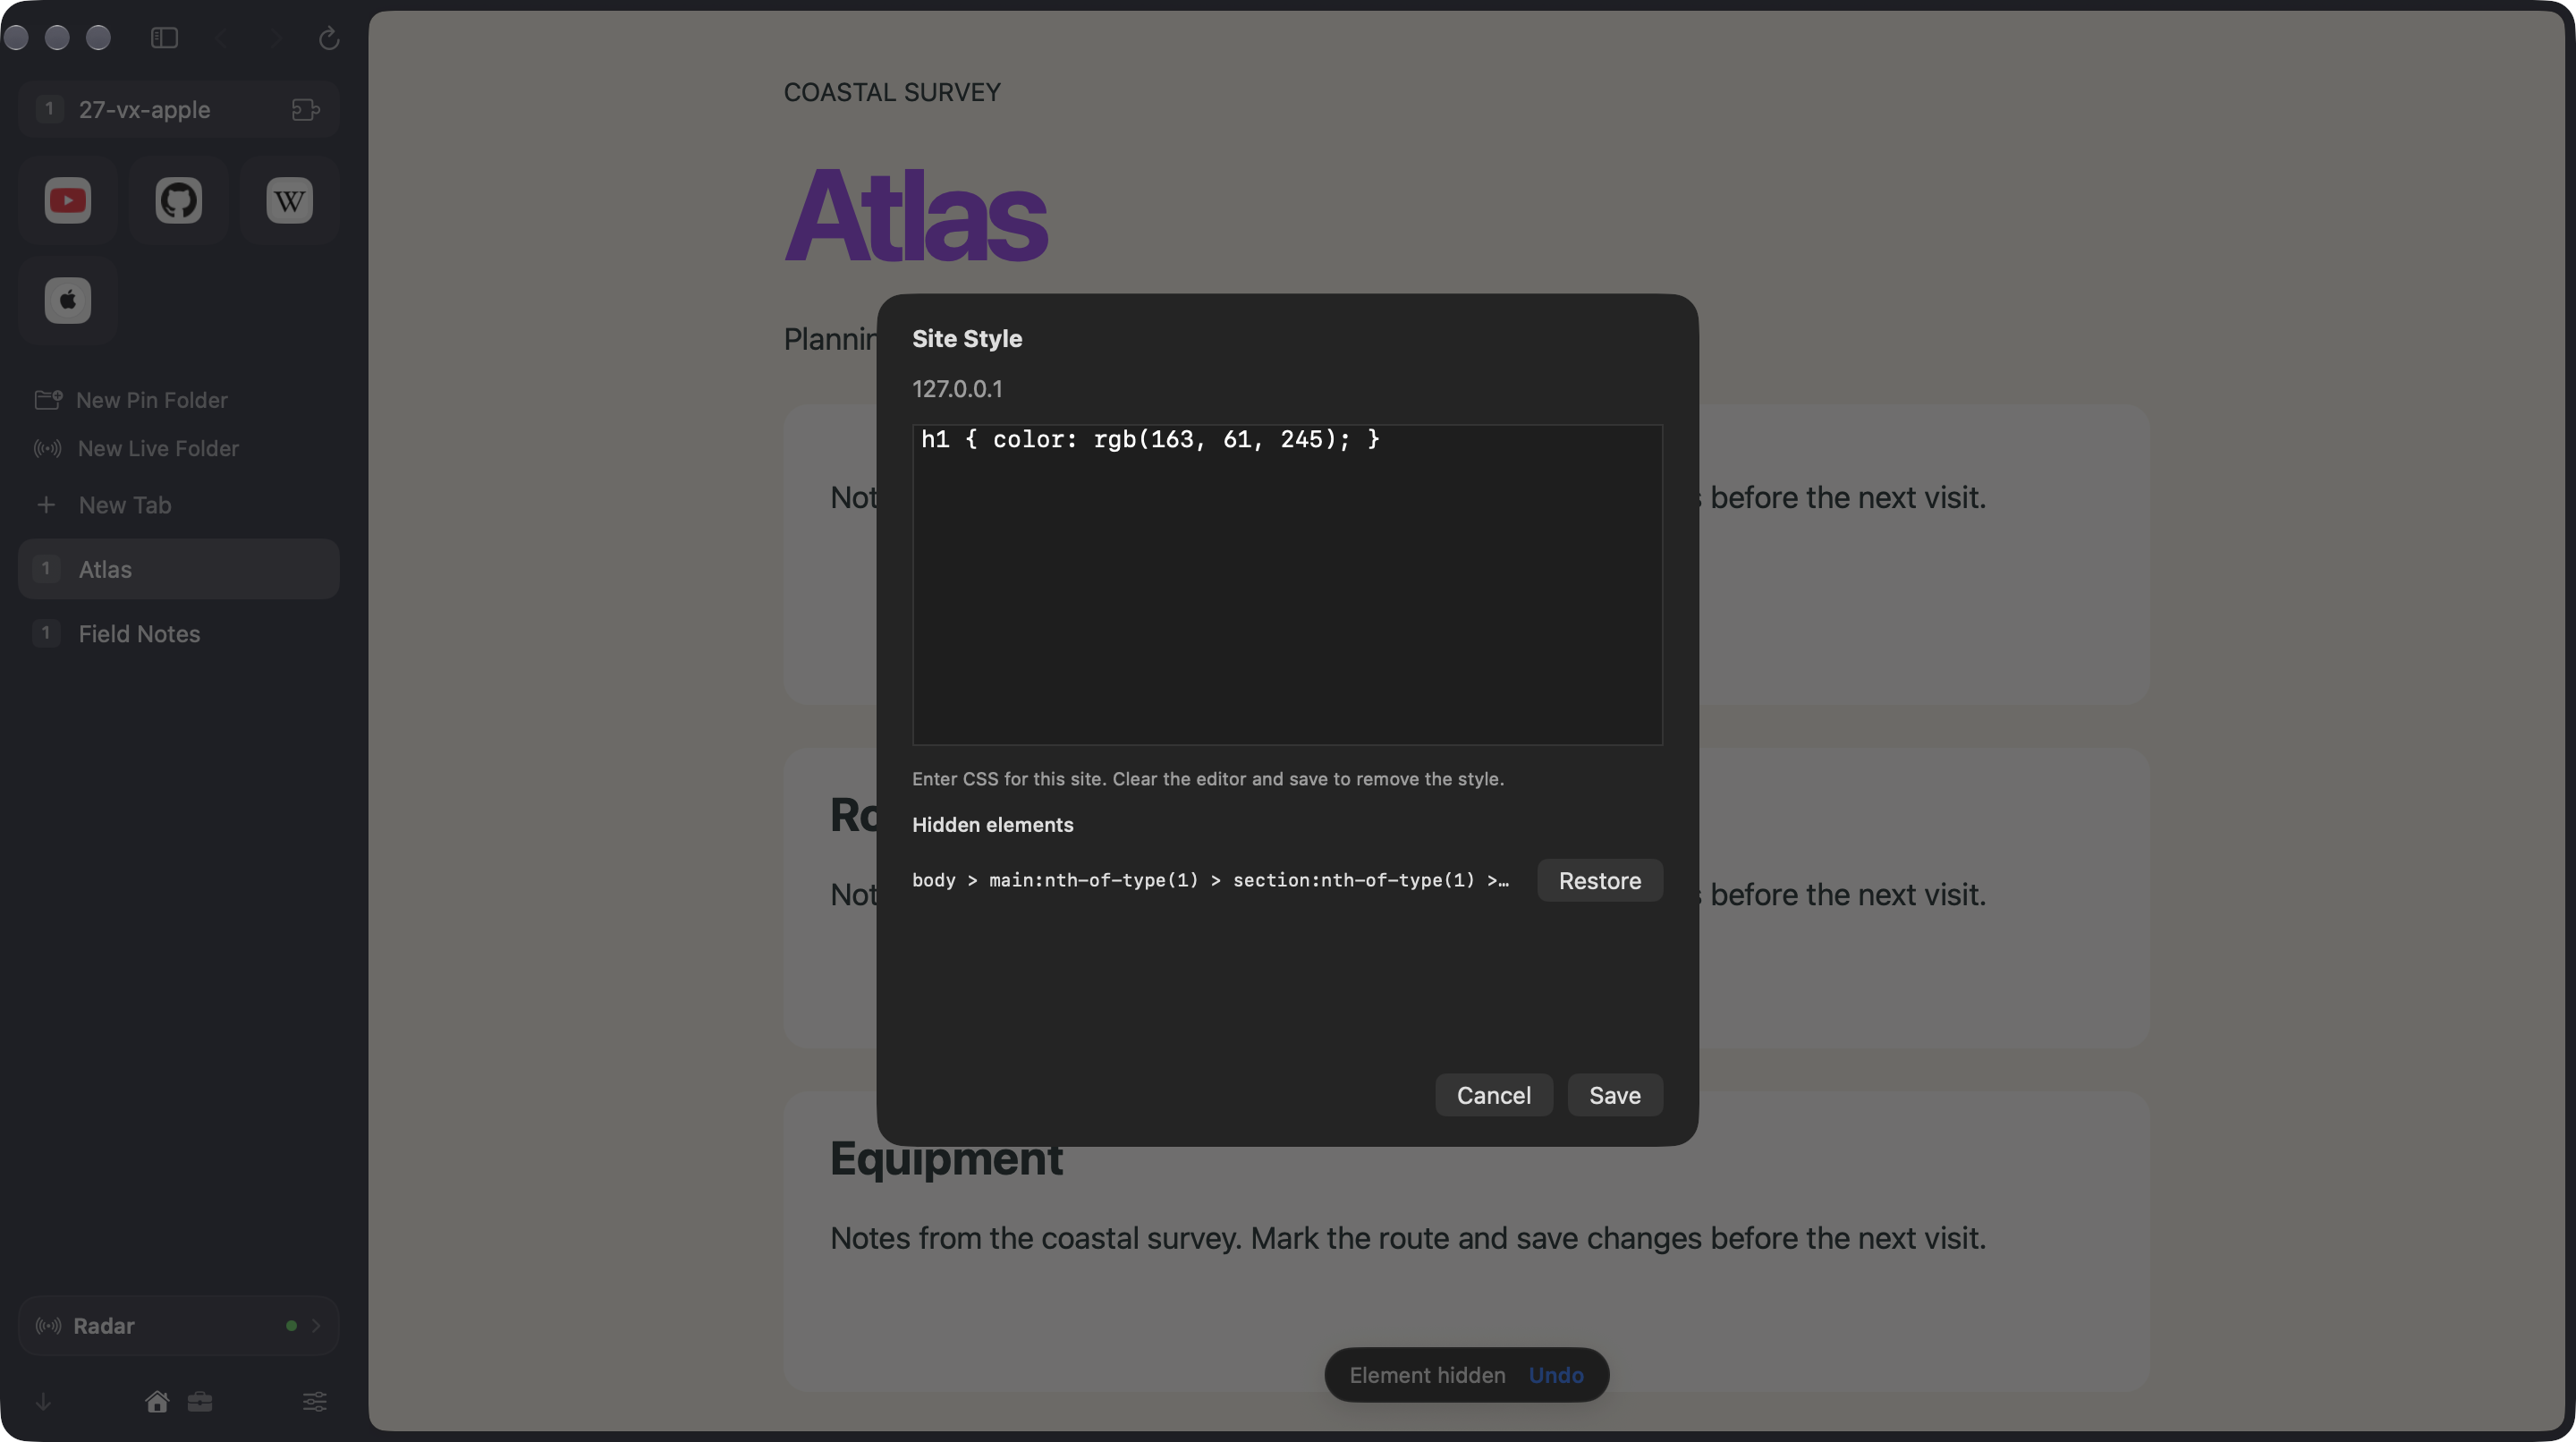 1 27-vx-apple
W
New Pin Folder
New Live Folder
New Tab
1 Atlas
1 Field Notes
Radar
COASTAL SURVEY
Atlas
before the next visit.
before the next visit.
Equipment
Notes from the coastal survey. Mark the route and save changes before the next visit.
Site Style
127.0.0.1
h1 { color: rgb(163, 61, 245); }
Enter CSS for this site. Clear the editor and save to remove the style.
Hidden elements
body > main:nth-of-type(1) > section:nth-of-type(1) >…
Restore
Cancel Save
Element hidden Undo